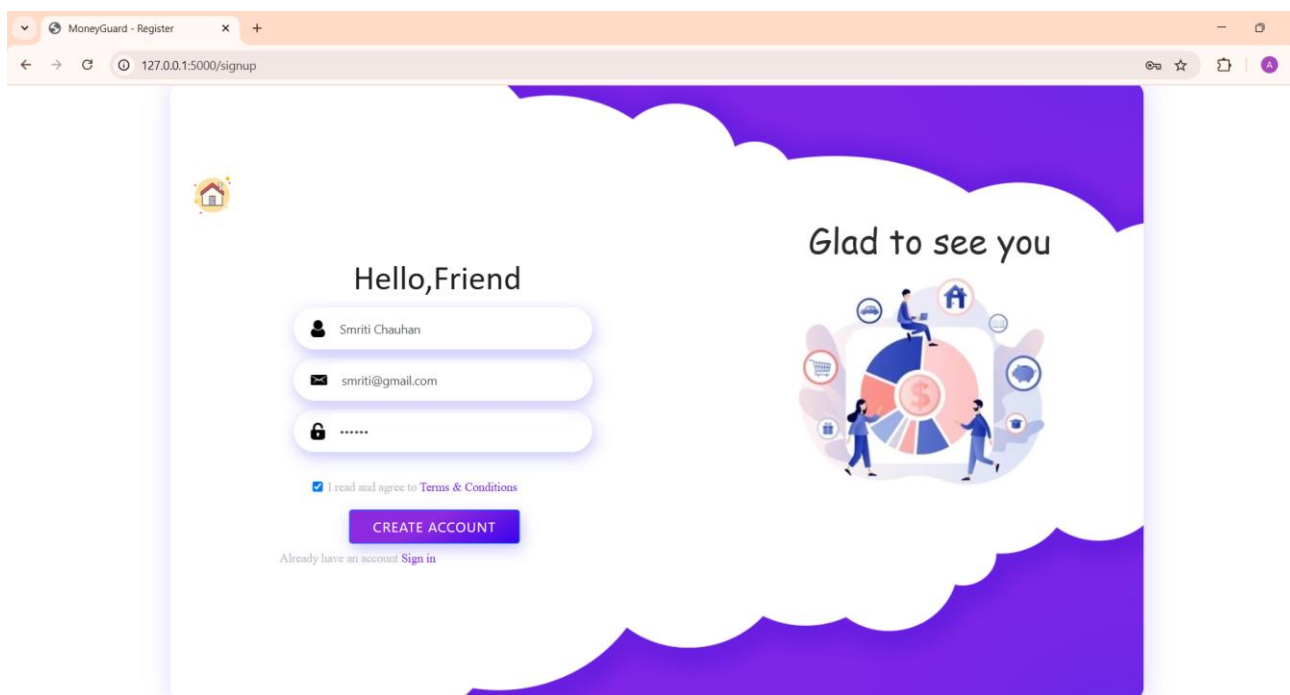 MoneyGuard - Register
127.0.0.1:5000/signup
A
Glad to see you
Hello,Friend
Smriti Chauhan
smriti@gmail.com
••••••
I read and agree to Terms & Conditions
CREATE ACCOUNT
Already have an account Sign in
$